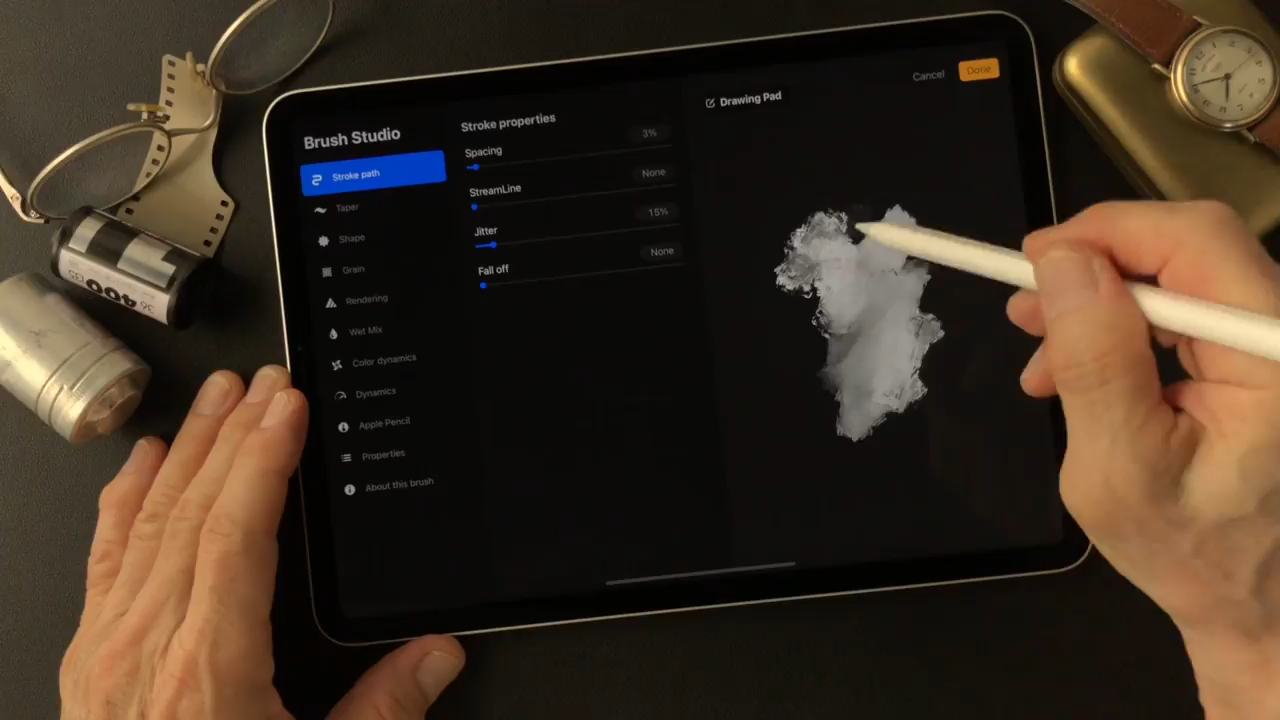 Brush Studio
Stroke path
Taper
Shape
Grain
Rendering
Wet Mix
Color dynamics
Dynamics
Apple Pencil
Properties
About this brush
Stroke properties
Spacing
3%
StreamLine
None
Jitter
15%
Fall off
None
Drawing Pad
Cancel
Done
400
36